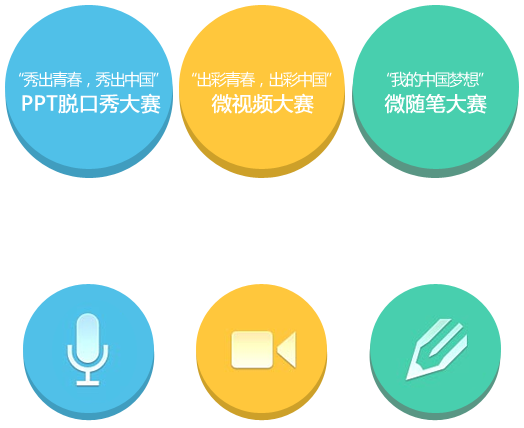 “秀出青春，秀出中国”
PPT脱口秀大赛
“出彩青春，出彩中国”
微视频大赛
“我的中国梦想”
微随笔大赛